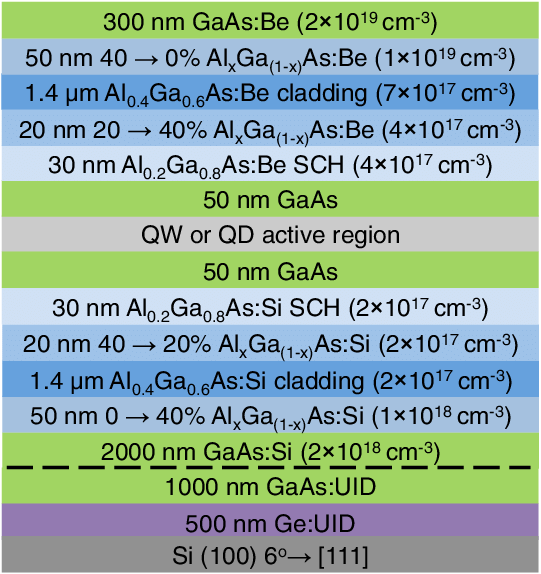 300 nm GaAs:Be (2×10¹⁹ cm⁻³)
50 nm 40 → 0% AlₓGa₍₁₋ₓ₎As:Be (1×10¹⁹ cm⁻³)
1.4 µm Al₀.₄Ga₀.₆As:Be cladding (7×10¹⁷ cm⁻³)
20 nm 20 → 40% AlₓGa₍₁₋ₓ₎As:Be (4×10¹⁷ cm⁻³)
30 nm Al₀.₂Ga₀.₈As:Be SCH (4×10¹⁷ cm⁻³)
50 nm GaAs
QW or QD active region
50 nm GaAs
30 nm Al₀.₂Ga₀.₈As:Si SCH (2×10¹⁷ cm⁻³)
20 nm 40 → 20% AlₓGa₍₁₋ₓ₎As:Si (2×10¹⁷ cm⁻³)
1.4 µm Al₀.₄Ga₀.₆As:Si cladding (2×10¹⁷ cm⁻³)
50 nm 0 → 40% AlₓGa₍₁₋ₓ₎As:Si (1×10¹⁸ cm⁻³)
2000 nm GaAs:Si (2×10¹⁸ cm⁻³)
1000 nm GaAs:UID
500 nm Ge:UID
Si (100) 6º→ [111]